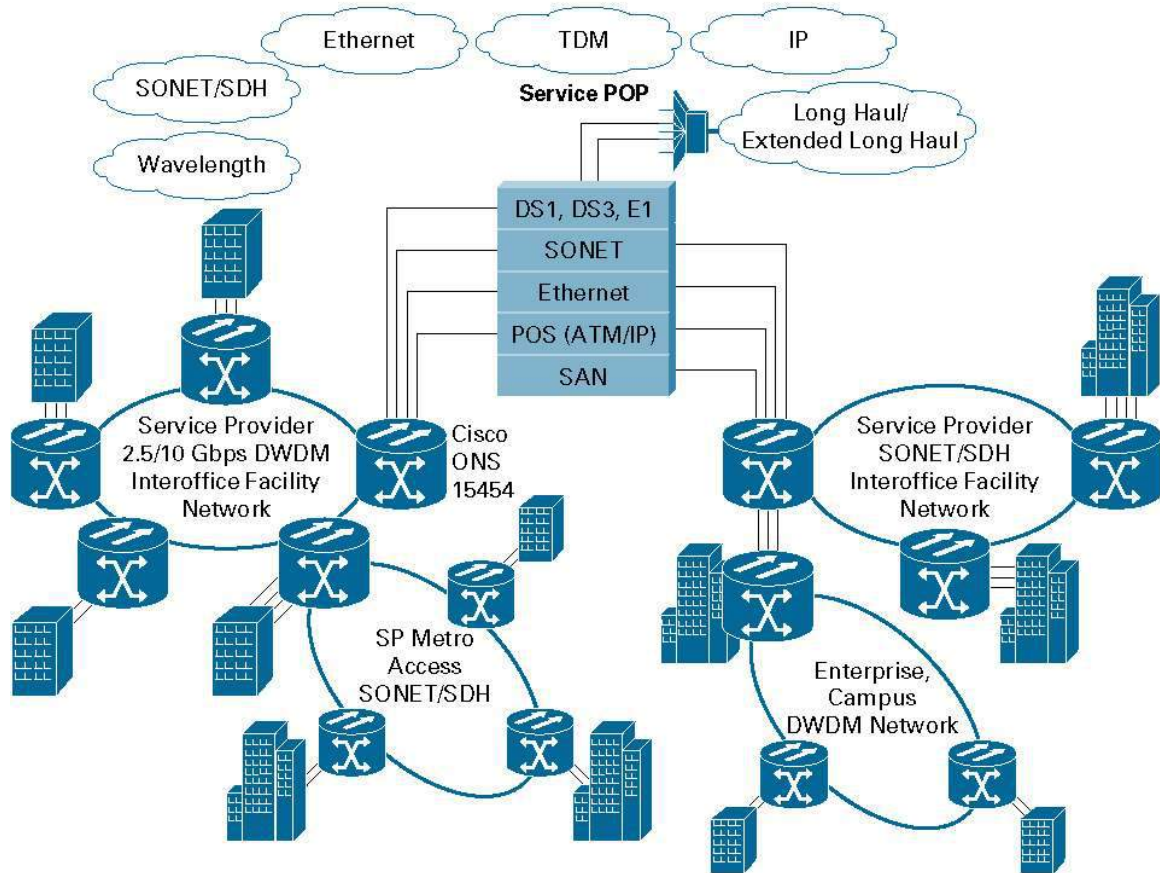 Ethernet
TDM
IP
SONET/SDH
Service POP
Long Haul/
Extended Long Haul
Wavelength
DS1, DS3, E1
SONET
Ethernet
POS (ATM/IP)
SAN
Service Provider
2.5/10 Gbps DWDM
Interoffice Facility
Network
Cisco
ONS
15454
Service Provider
SONET/SDH
Interoffice Facility
Network
SP Metro
Access
SONET/SDH
Enterprise,
Campus
DWDM Network